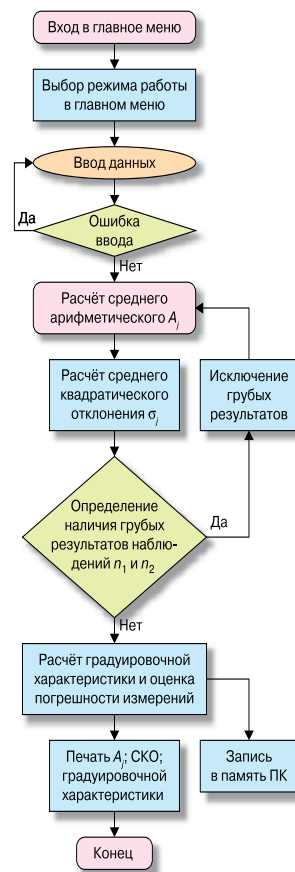 Вход в главное меню
Выбор режима работы
в главном меню
Ввод данных
Да
Ошибка
ввода
Нет
Расчёт среднего
арифметического Aj
Расчёт среднего
квадратического
отклонения σj
Исключение
грубых
результатов
Определение
наличия грубых
результатов наблю-
дений n1 и n2
Да
Нет
Расчёт градуировочной
характеристики и оценка
погрешности измерений
Печать Aj; СКО;
градуировочной
характеристики
Запись
в память ПК
Конец